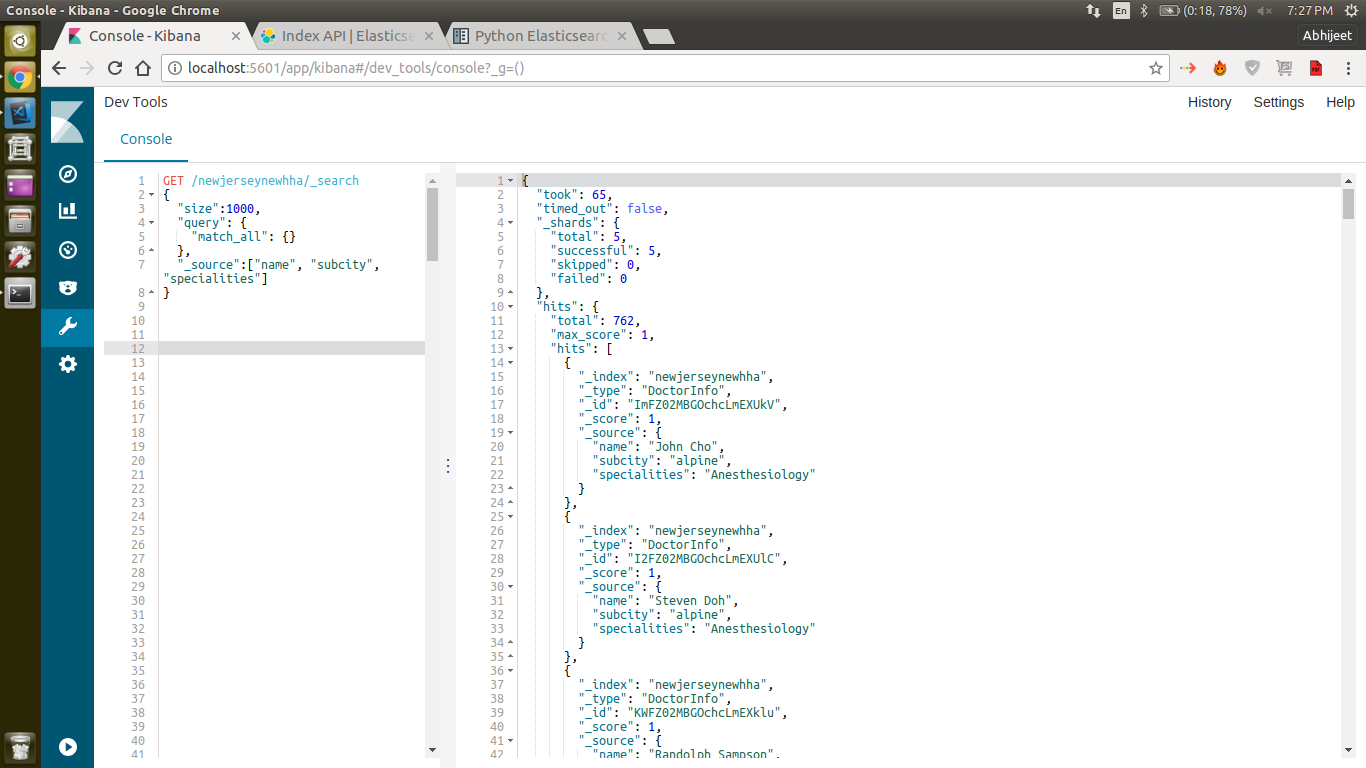 Console - Kibana - Google Chrome
En (0:18, 78%) 7:27 PM
Console - Kibana × Index API | Elasticse × Python Elasticsearc ×
Abhijeet
localhost:5601/app/kibana#/dev_tools/console?_g=()
Dev Tools
History Settings Help
Console
1 GET /newjerseynewhha/_search
2 {
3 "size":1000,
4 "query": {
5 "match_all": {}
6 },
7 "_source":["name", "subcity",
"specialities"]
8 }
9
10
11
12
13
14
15
16
17
18
19
20
21
22
23
24
25
26
27
28
29
30
31
32
33
34
35
36
37
38
39
40
41
1 {
2 "took": 65,
3 "timed_out": false,
4 "_shards": {
5 "total": 5,
6 "successful": 5,
7 "skipped": 0,
8 "failed": 0
9 },
10 "hits": {
11 "total": 762,
12 "max_score": 1,
13 "hits": [
14 {
15 "_index": "newjerseynewhha",
16 "_type": "DoctorInfo",
17 "_id": "ImFZ02MBGOchcLmEXUkV",
18 "_score": 1,
19 "_source": {
20 "name": "John Cho",
21 "subcity": "alpine",
22 "specialities": "Anesthesiology"
23 }
24 },
25 {
26 "_index": "newjerseynewhha",
27 "_type": "DoctorInfo",
28 "_id": "I2FZ02MBGOchcLmEXUlC",
29 "_score": 1,
30 "_source": {
31 "name": "Steven Doh",
32 "subcity": "alpine",
33 "specialities": "Anesthesiology"
34 }
35 },
36 {
37 "_index": "newjerseynewhha",
38 "_type": "DoctorInfo",
39 "_id": "KWFZ02MBGOchcLmEXklu",
40 "_score": 1,
41 "_source": {
42 "name": "Randolph Sampson",